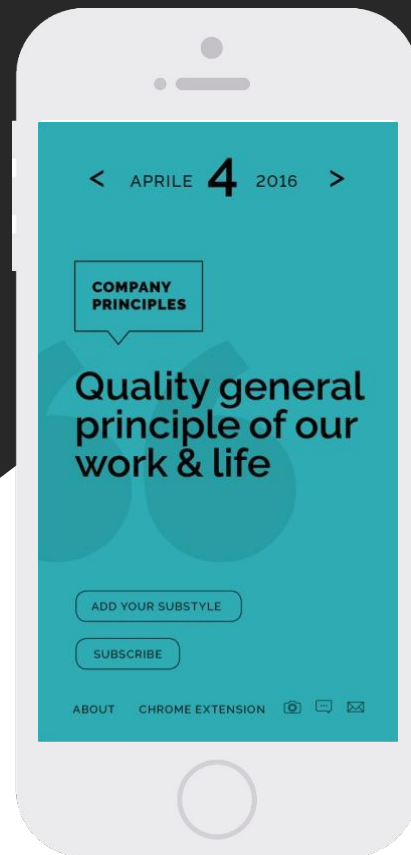 < APRILE 4 2016 >
COMPANY
PRINCIPLES
Quality general
principle of our
work & life
ADD YOUR SUBSTYLE
SUBSCRIBE
ABOUT CHROME EXTENSION